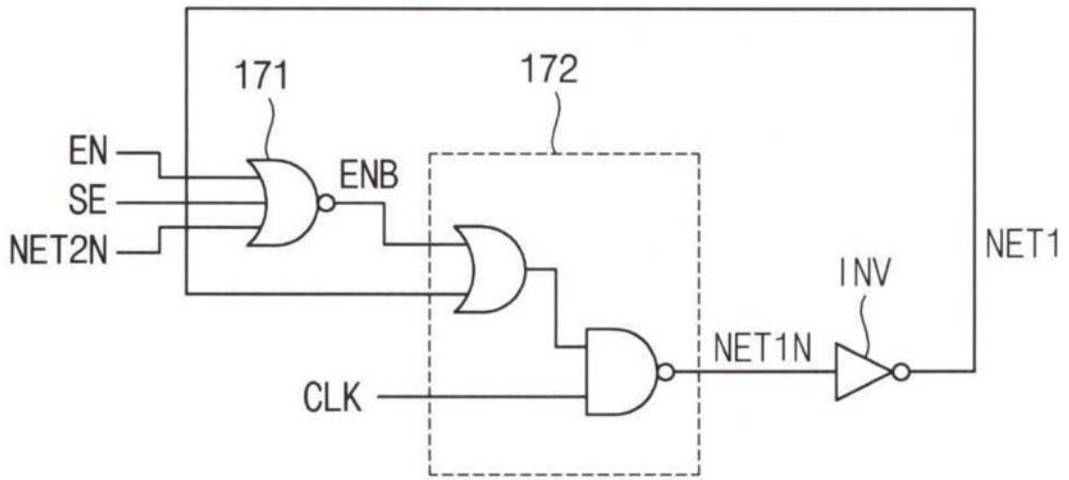 171
172
EN
ENB
SE
NET2N
NET1
INV
NET1N
CLK